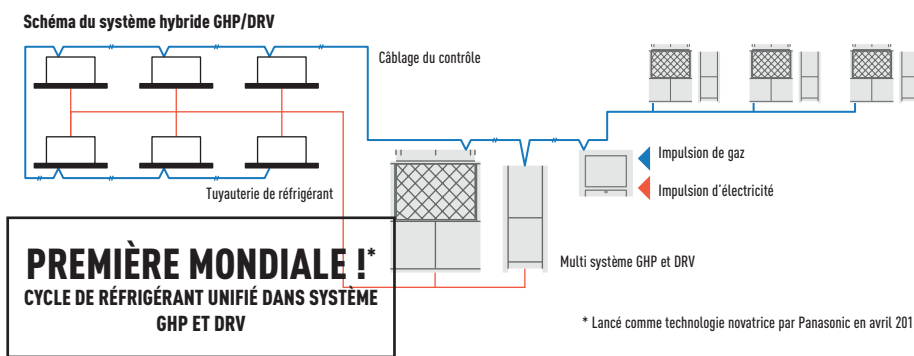 Schéma du système hybride GHP/DRV
Câblage du contrôle
Impulsion de gaz
Impulsion d'électricité
Tuyauterie de réfrigérant
PREMIÈRE MONDIALE !*
CYCLE DE RÉFRIGÉRANT UNIFIÉ DANS SYSTÈME
GHP ET DRV
Multi système GHP et DRV
* Lancé comme technologie novatrice par Panasonic en avril 201